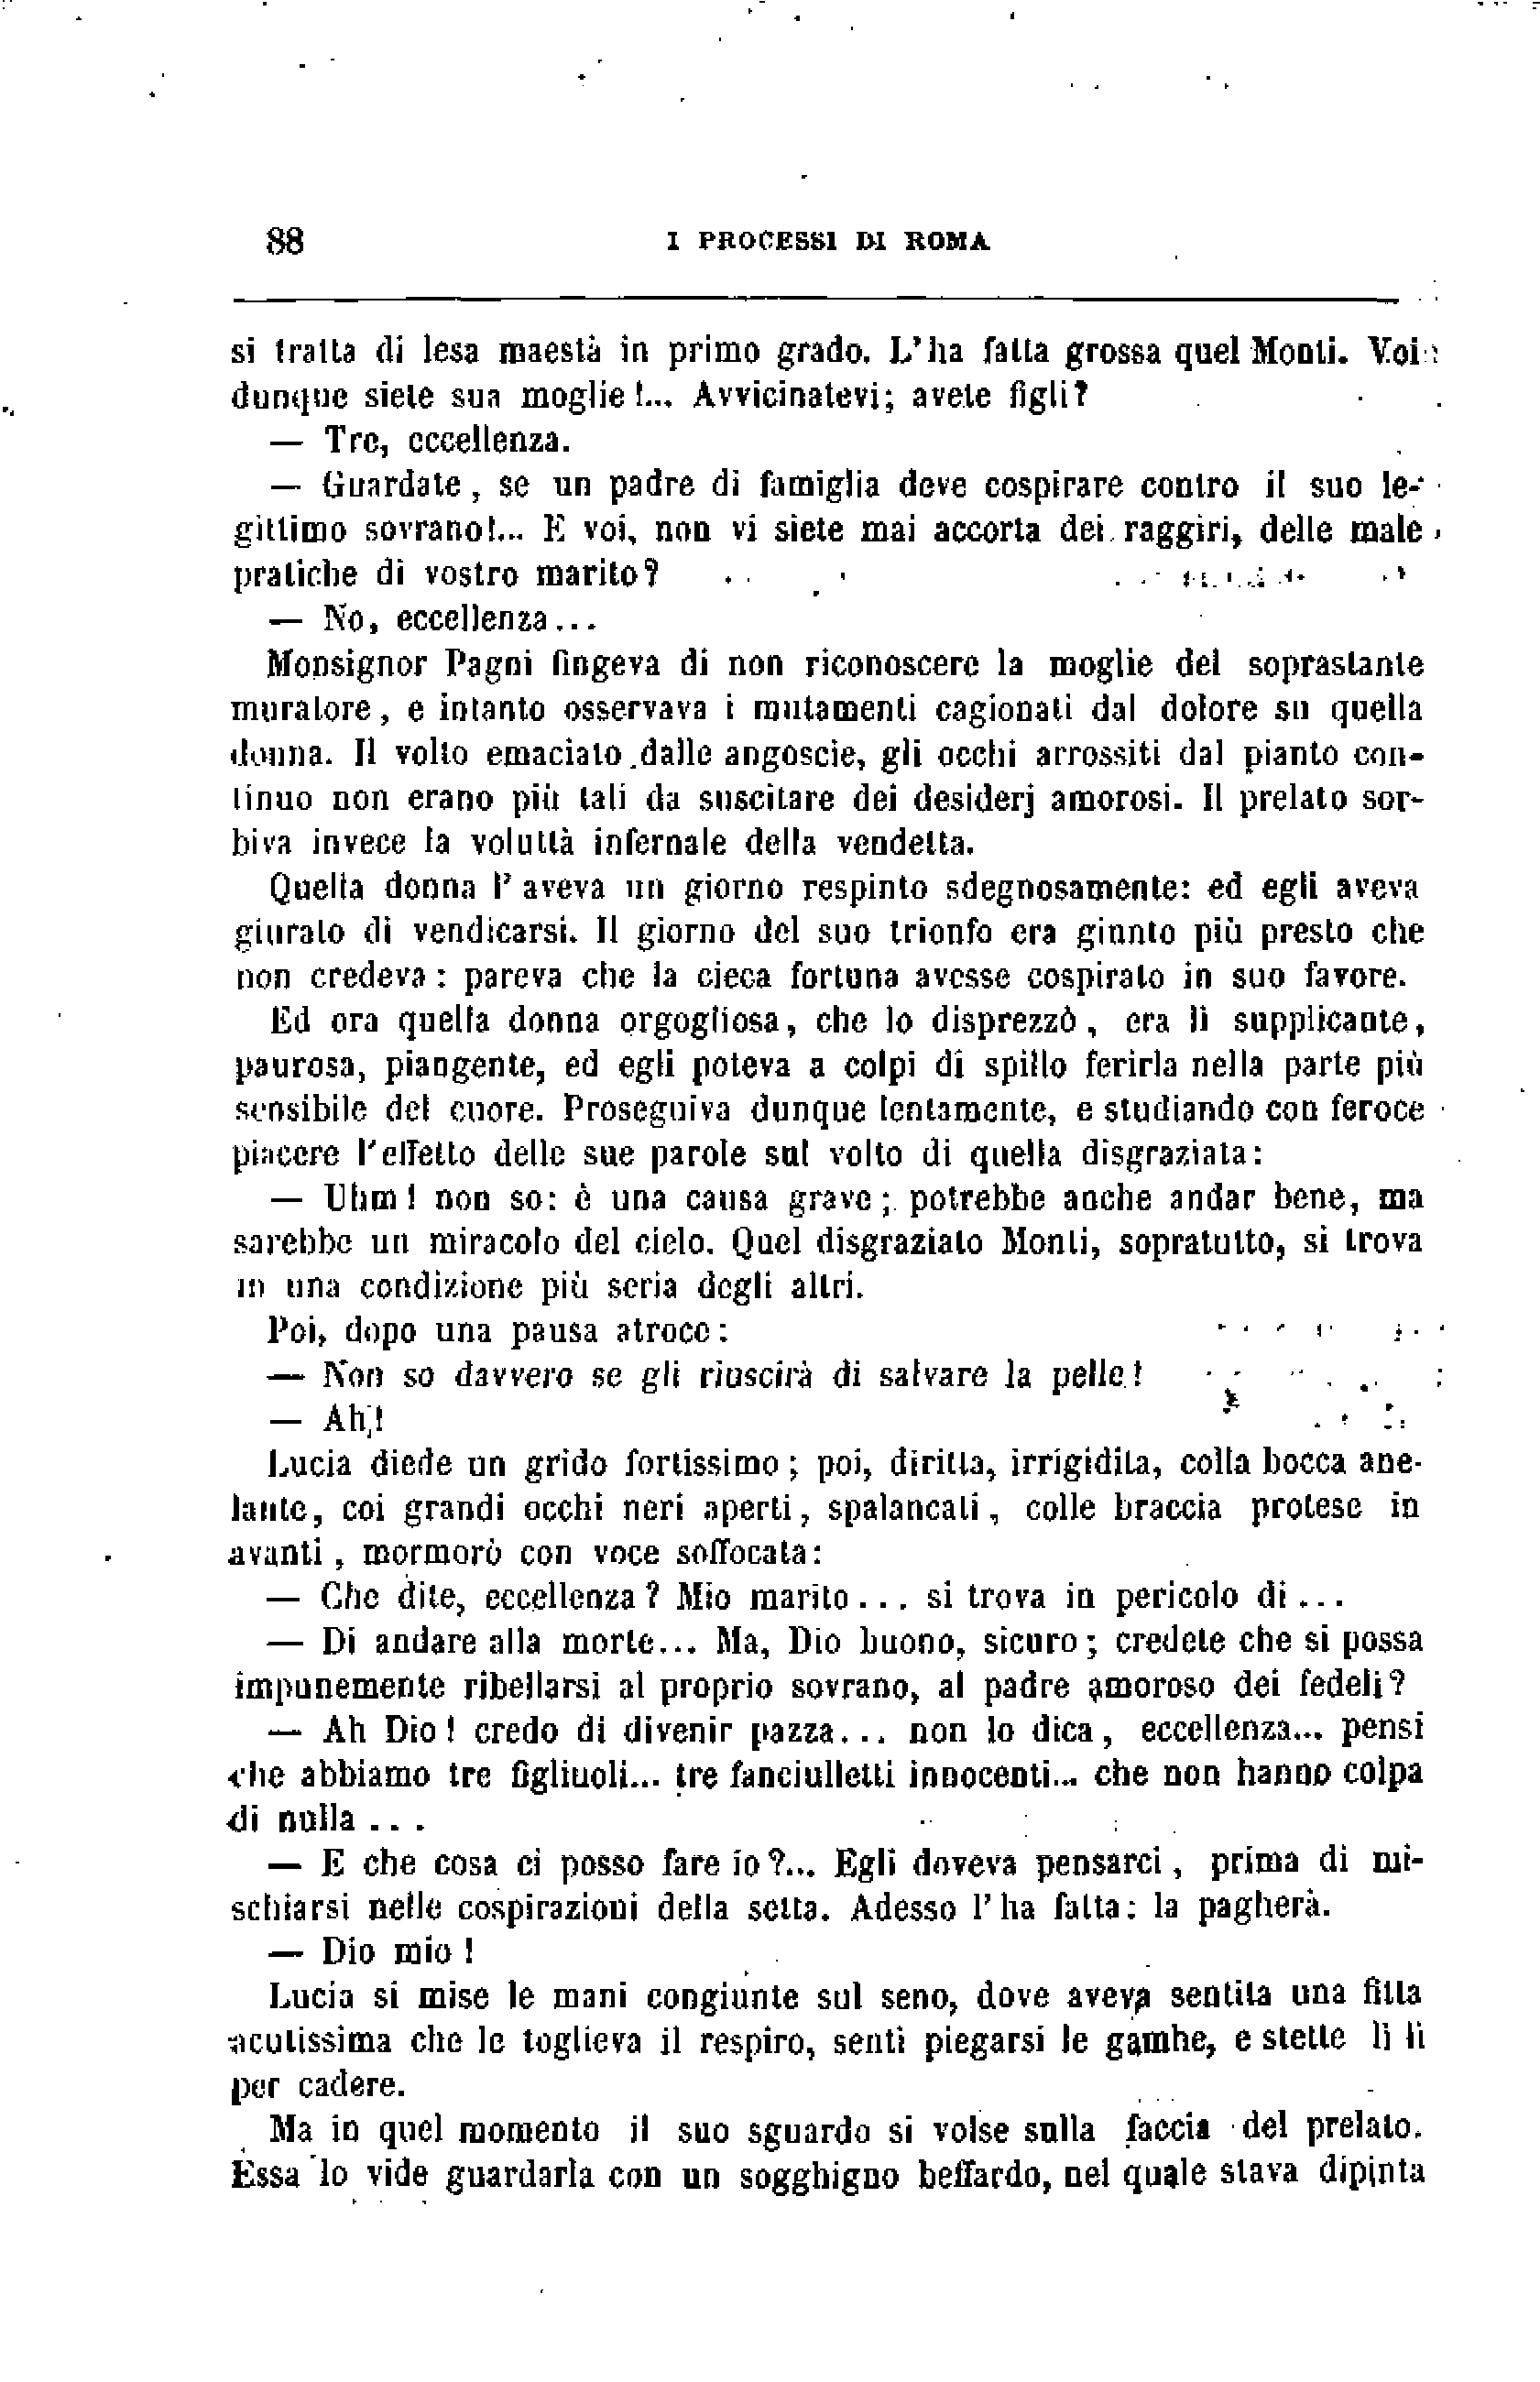 88 I PROCESSI DI ROMA
si tratta di lesa maestà in primo grado. L'ha fatta grossa quel Monti. Voi
dunque siete sua moglie!... Avvicinatevi; avete figli?
— Tre, eccellenza.
— Guardate, se un padre di famiglia deve cospirare contro il suo le-
gittimo sovrano!... E voi, non vi siete mai accorta dei raggiri, delle male
pratiche di vostro marito?
— No, eccellenza...
Monsignor Pagni fingeva di non riconoscere la moglie del soprastante
muratore, e intanto osservava i mutamenti cagionati dal dolore su quella
donna. Il volto emaciato dalle angoscie, gli occhi arrossiti dal pianto con-
tinuo non erano più tali da suscitare dei desiderj amorosi. Il prelato sor-
biva invece la voluttà infernale della vendetta.
Quella donna l'aveva un giorno respinto sdegnosamente: ed egli aveva
giurato di vendicarsi. Il giorno del suo trionfo era giunto più presto che
non credeva: pareva che la cieca fortuna avesse cospirato in suo favore.
Ed ora quella donna orgogliosa, che lo disprezzò, era lì supplicante,
paurosa, piangente, ed egli poteva a colpi di spillo ferirla nella parte più
sensibile del cuore. Proseguiva dunque lentamente, e studiando con feroce
piacere l'effetto delle sue parole sul volto di quella disgraziata:
— Uhm! non so: è una causa grave; potrebbe anche andar bene, ma
sarebbe un miracolo del cielo. Quel disgraziato Monti, sopratutto, si trova
in una condizione più seria degli altri.
Poi, dopo una pausa atroce:
— Non so davvero se gli riuscirà di salvare la pelle!
— Ah!
Lucia diede un grido fortissimo; poi, diritta, irrigidita, colla bocca ane-
lante, coi grandi occhi neri aperti, spalancati, colle braccia protese in
avanti, mormorò con voce soffocata:
— Che dite, eccellenza? Mio marito... si trova in pericolo di...
— Di andare alla morte... Ma, Dio buono, sicuro; credete che si possa
impunemente ribellarsi al proprio sovrano, al padre amoroso dei fedeli?
— Ah Dio! credo di divenir pazza... non lo dica, eccellenza... pensi
che abbiamo tre figliuoli... tre fanciulletti innocenti... che non hanno colpa
di nulla...
— E che cosa ci posso fare io?... Egli doveva pensarci, prima di mi-
schiarsi nelle cospirazioni della setta. Adesso l'ha fatta: la pagherà.
— Dio mio!
Lucia si mise le mani congiunte sul seno, dove aveva sentita una fitta
acutissima che le toglieva il respiro, sentì piegarsi le gambe, e stette lì lì
per cadere.
Ma in quel momento il suo sguardo si volse sulla faccia del prelato.
Essa lo vide guardarla con un sogghigno beffardo, nel quale stava dipinta